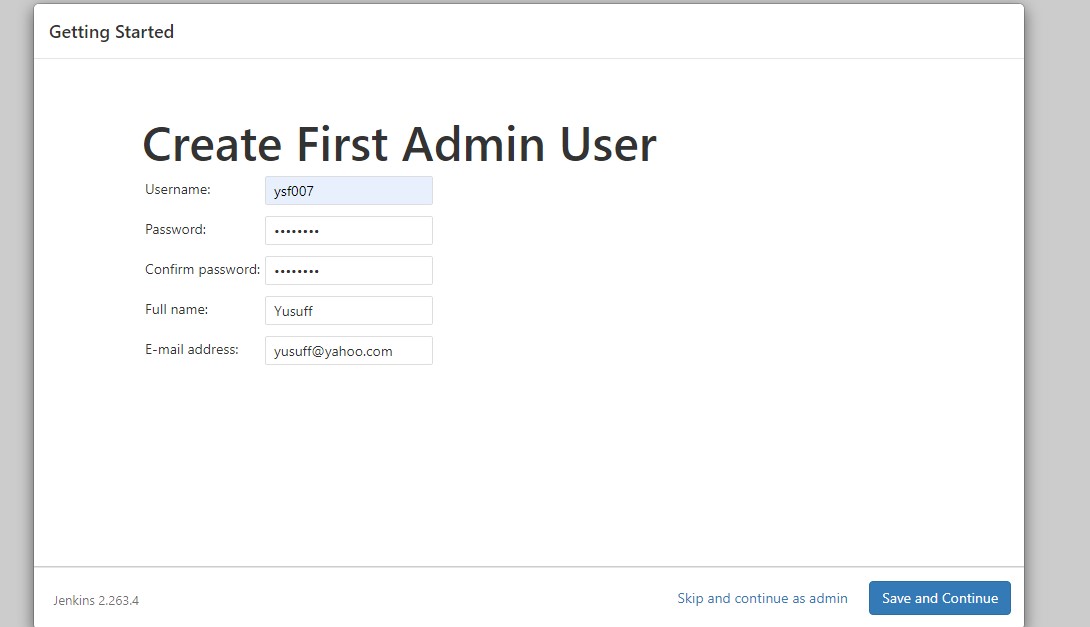 Getting Started
Create First Admin User
Username: ysf007
Password: ••••••••
Confirm password: ••••••••
Full name: Yusuff
E-mail address: yusuff@yahoo.com
Jenkins 2.263.4 Skip and continue as admin Save and Continue